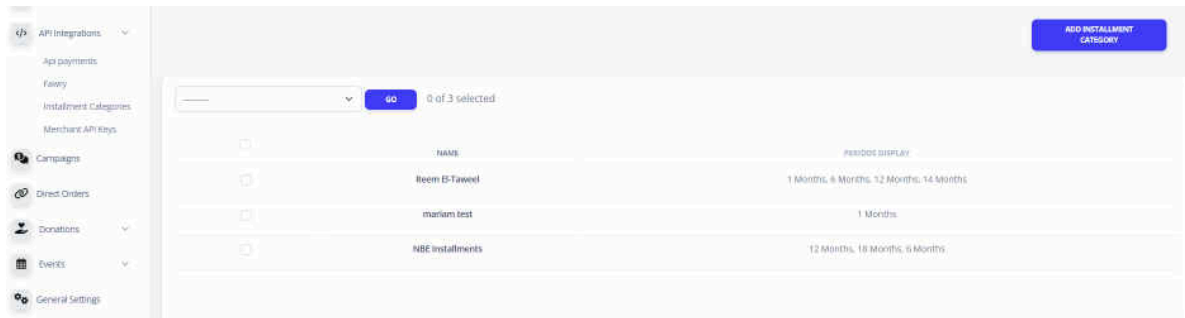 API Integrations
Api payments
Fawry
Installment Categories
Merchant API Keys
Campaigns
Direct Orders
Donations
Events
General Settings
ADD INSTALLMENT
CATEGORY
GO 0 of 3 selected
NAME PERIODS DISPLAY
Reem El-Taweel 1 Months, 6 Months, 12 Months, 14 Months
mariam test 1 Months
NBE Installments 12 Months, 18 Months, 6 Months